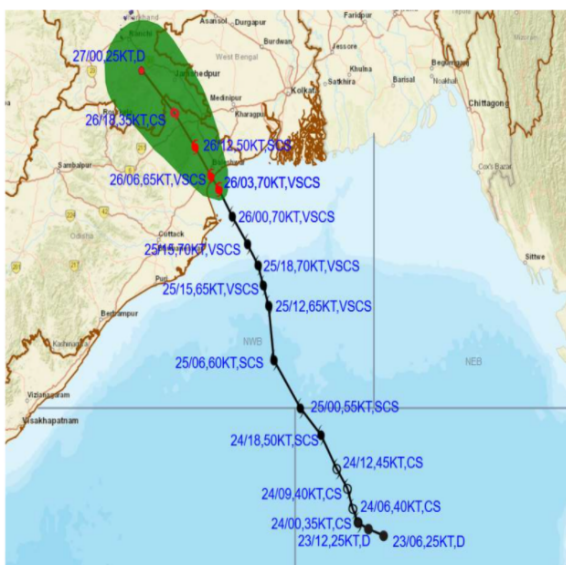 Asansol
Durgapur
Faridpur
27/00,25KT,D
West Bengal
Burdwan
Jessore
Khulna
Satkhira
Barisal
Chittagong
Medinipur
Kolkata
Kharagpur
26/18,35KT,CS
26/12,50KT,SCS
Sambalpur
26/06,65KT,VSCS
26/03,70KT,VSCS
Cox's Bazar
26/00,70KT,VSCS
Cuttack
25/15,70KT,VSCS
Sittwe
25/18,70KT,VSCS
Puri
25/15,65KT,VSCS
25/12,65KT,VSCS
Berhampur
NWB
NEB
25/06,60KT,SCS
Vizianagaram
25/00,55KT,SCS
Visakhapatnam
24/18,50KT,SCS
24/12,45KT,CS
24/09,40KT,CS
24/06,40KT,CS
24/00,35KT,CS
23/12,25KT,D
23/06,25KT,D